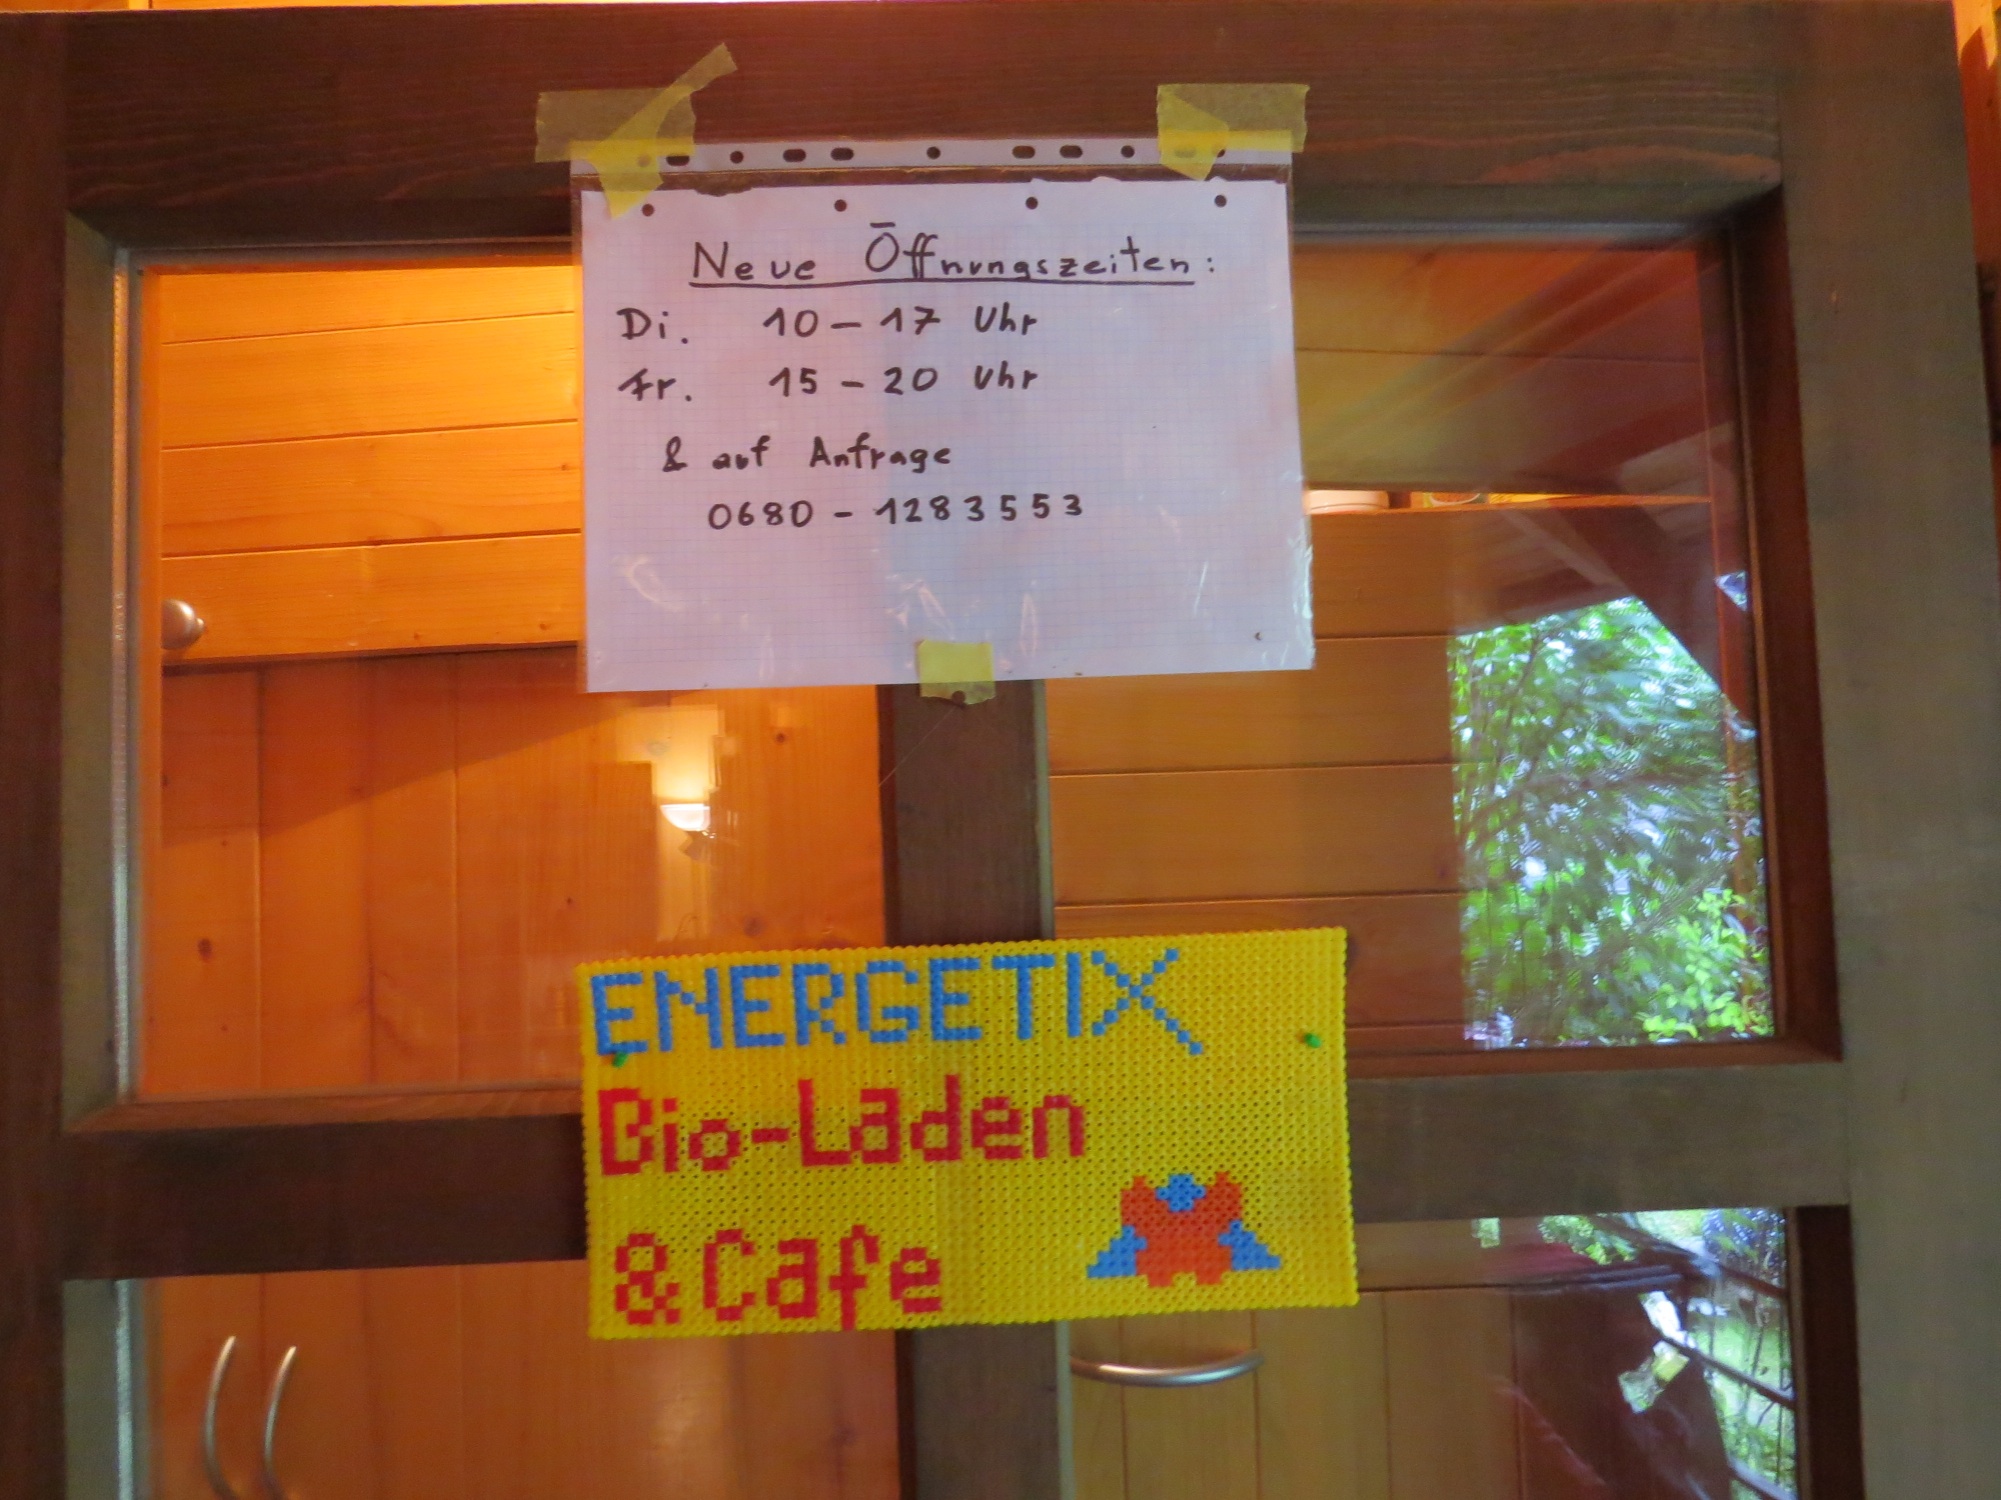 Neue Öffnungszeiten:
Di. 10 – 17 Uhr
Fr. 15 – 20 Uhr
& auf Anfrage
0680 – 1283553
ENERGETIX
Bio-Laden
& Cafe